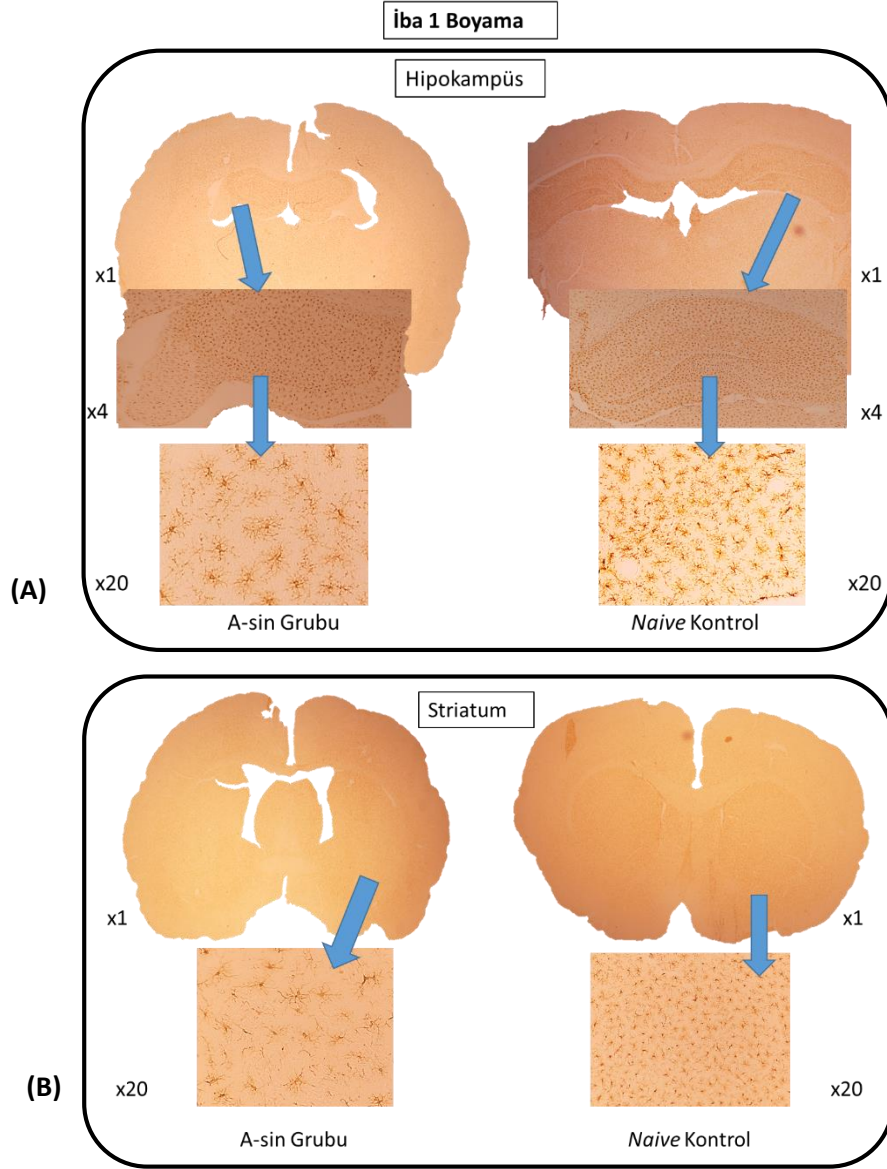 İba 1 Boyama
Hipokampüs
x1
x1
x4
x4
(A)
x20
x20
A-sin Grubu
Naive Kontrol
Striatum
x1
x1
(B)
x20
x20
A-sin Grubu
Naive Kontrol